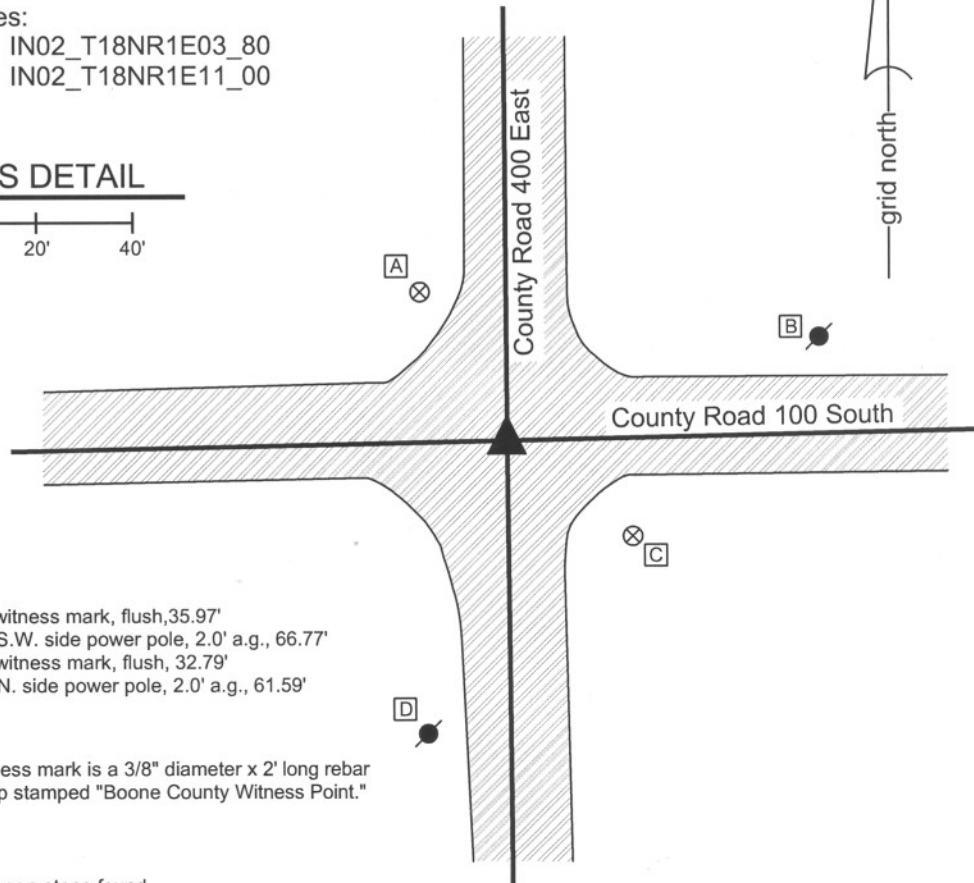 es:
IN02_T18NR1E03_80
IN02_T18NR1E11_00
S DETAIL
20' 40'
grid north
County Road 400 East
A
B
County Road 100 South
C
witness mark, flush,35.97'
S.W. side power pole, 2.0' a.g., 66.77'
witness mark, flush, 32.79'
N. side power pole, 2.0' a.g., 61.59'
D
ess mark is a 3/8" diameter x 2' long rebar
p stamped "Boone County Witness Point."